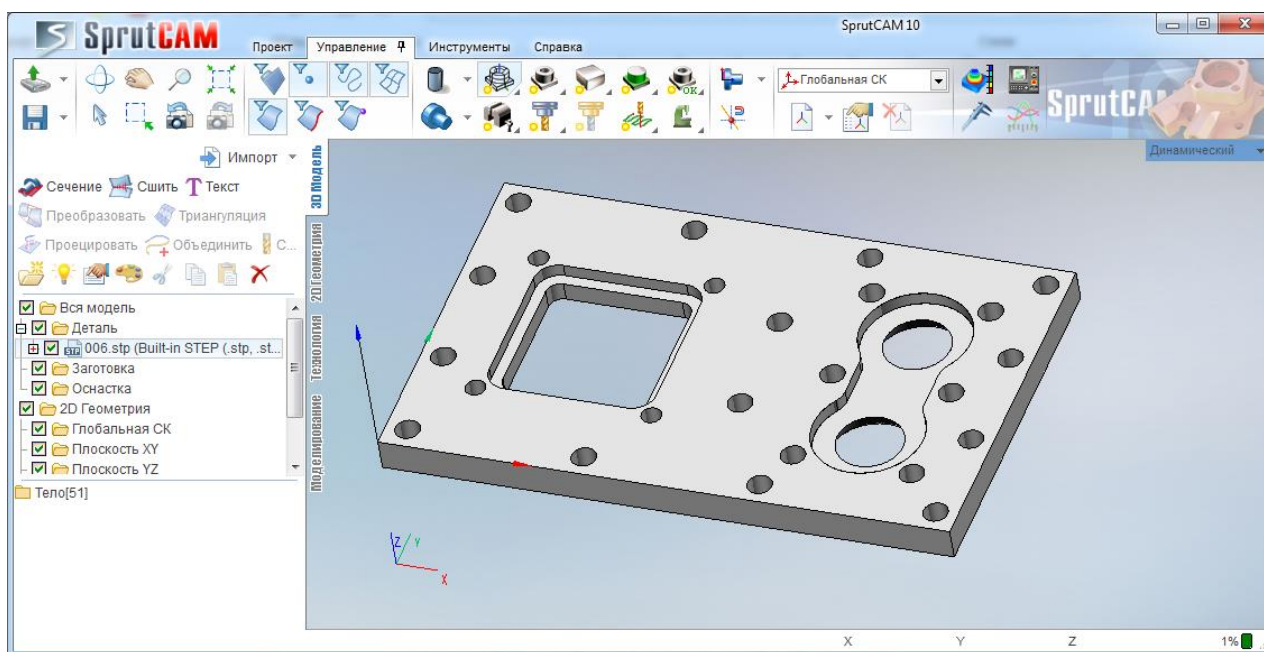 SprutCAM 10
SprutCAM
Проект Управление Инструменты Справка
Глобальная СК
OK
Импорт
Динамический
Сечение Сшить Текст
Преобразовать Триангуляция
Проецировать Объединить С...
Вся модель
Деталь
006.stp (Built-in STEP (.stp, .st...
Заготовка
Оснастка
2D Геометрия
Глобальная СК
Плоскость XY
Плоскость YZ
Тело[51]
3D Модель
2D Геометрия
Технология
Моделирование
Z Y
X
X Y Z 1%